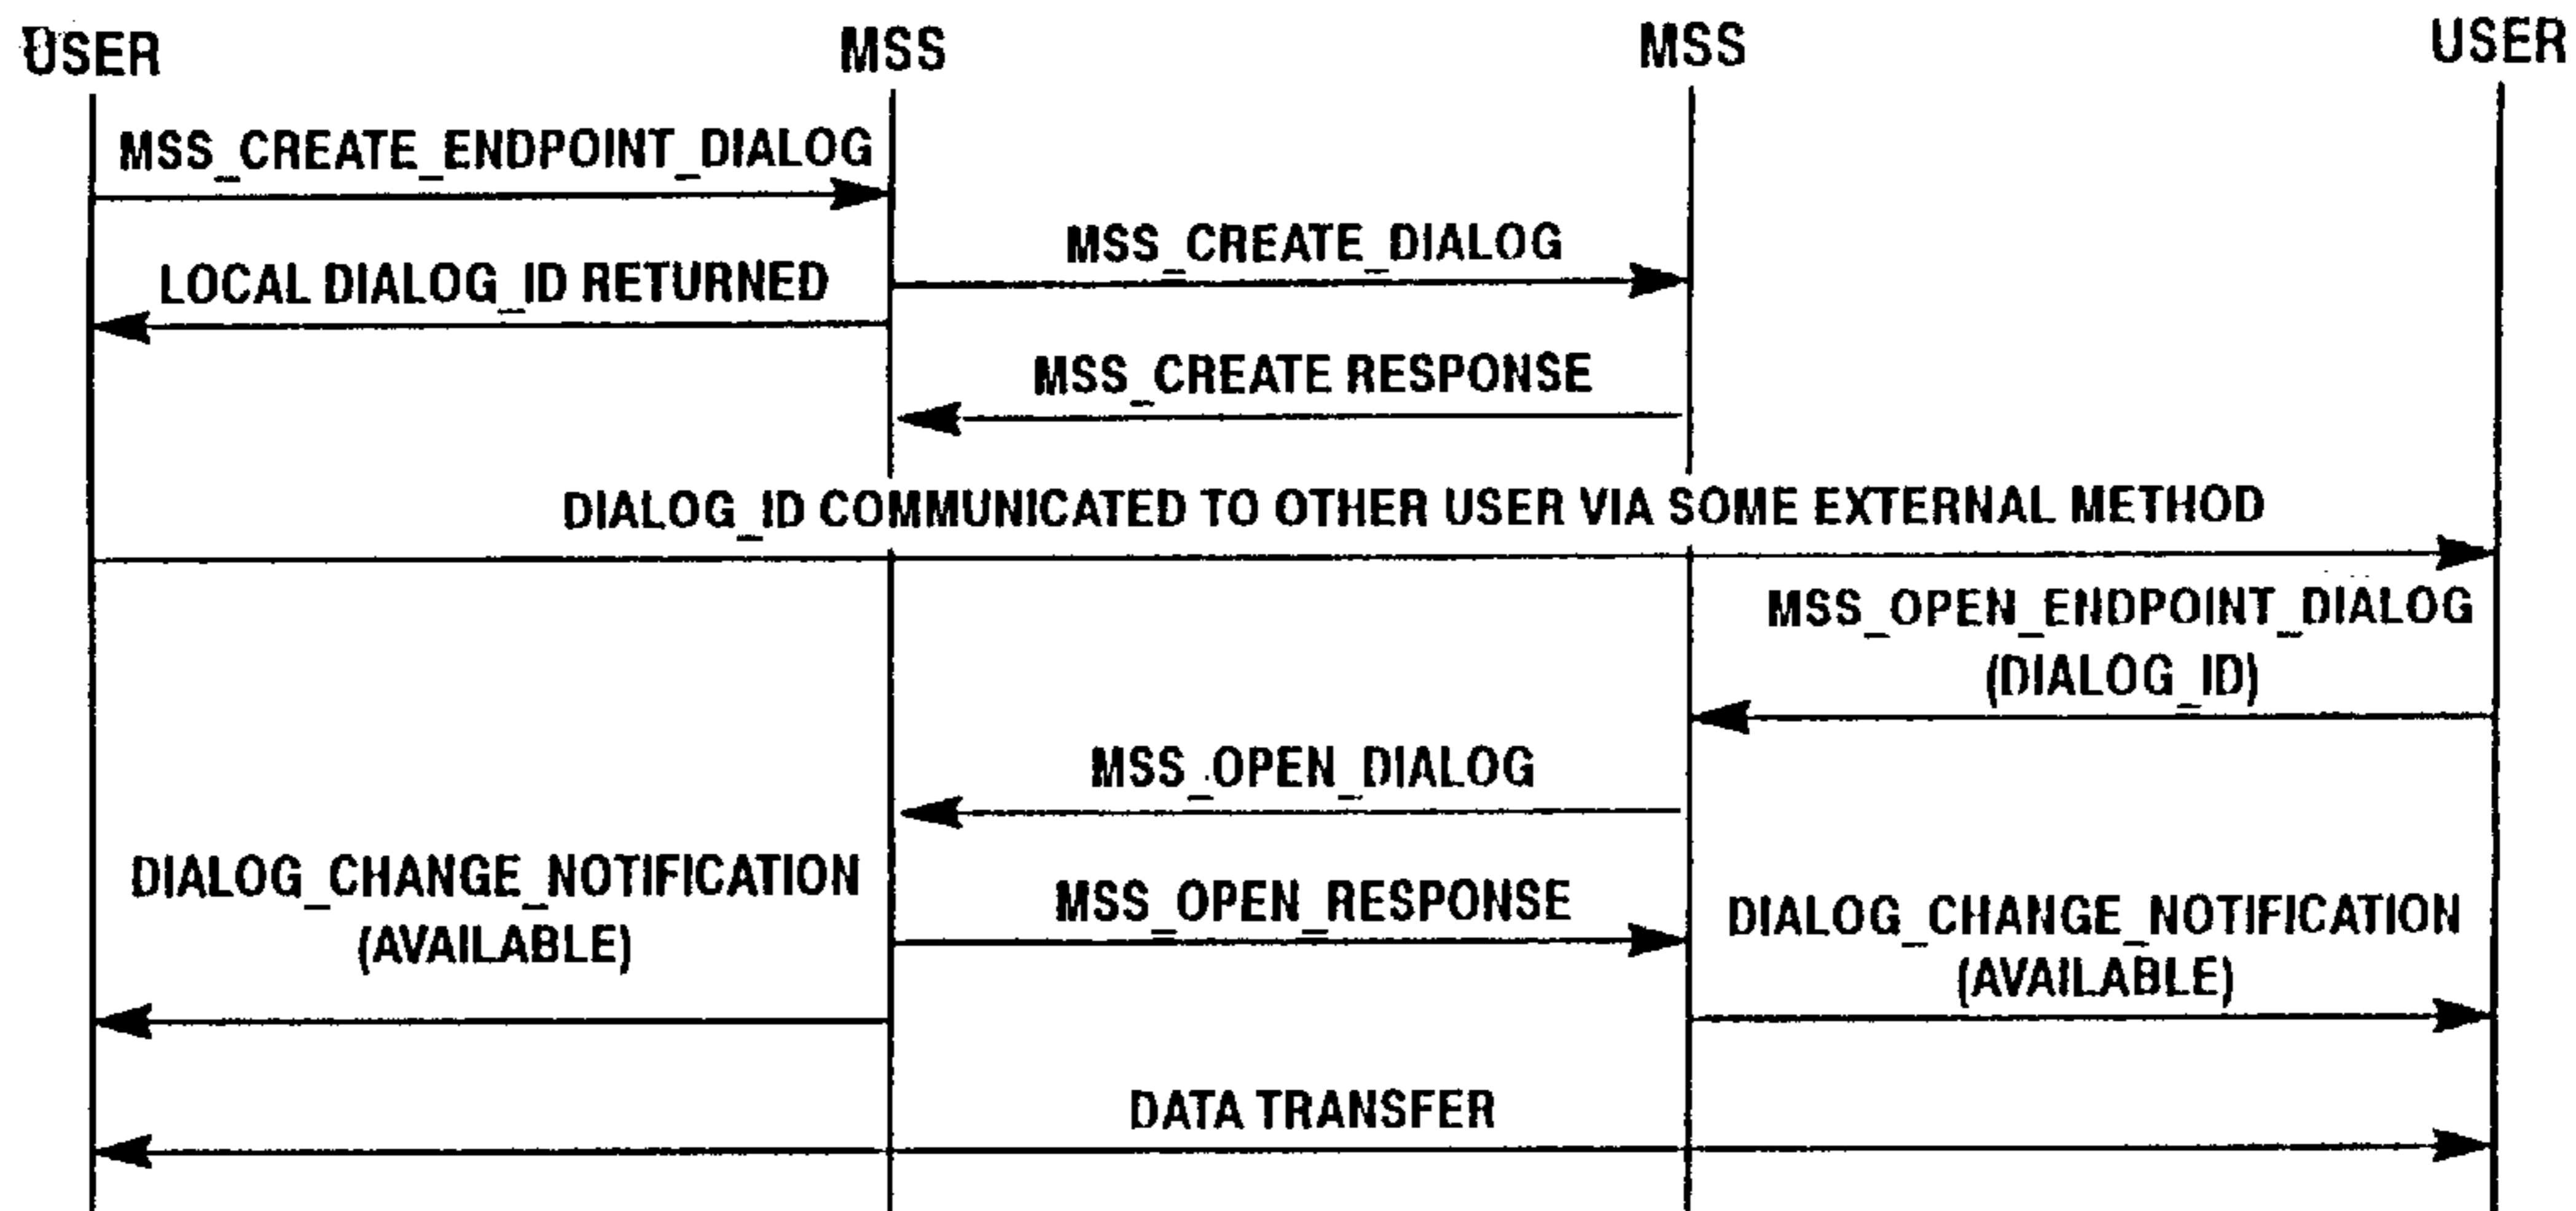 USER
MSS
MSS
USER
MSS_CREATE_ENDPOINT_DIALOG
MSS_CREATE_DIALOG
LOCAL DIALOG_ID RETURNED
MSS_CREATE RESPONSE
DIALOG_ID COMMUNICATED TO OTHER USER VIA SOME EXTERNAL METHOD
MSS_OPEN_ENDPOINT_DIALOG
(DIALOG_ID)
MSS_OPEN_DIALOG
DIALOG_CHANGE_NOTIFICATION
(AVAILABLE)
MSS_OPEN_RESPONSE
DIALOG_CHANGE_NOTIFICATION
(AVAILABLE)
DATA TRANSFER